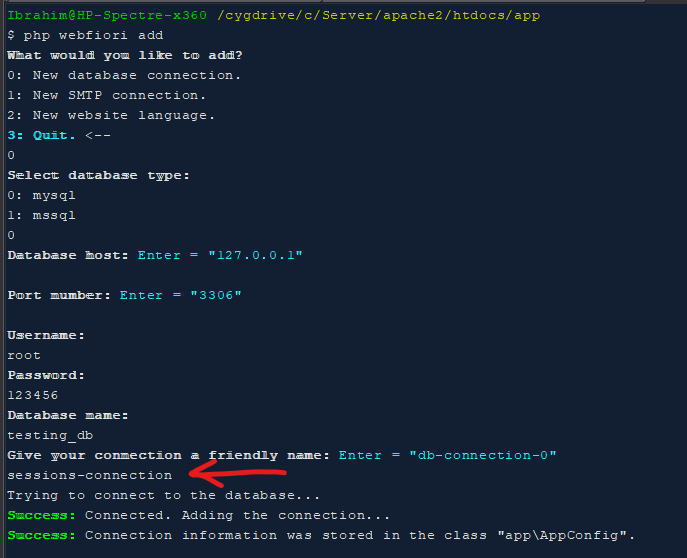 Ibrahim@HP-Spectre-x360 /cygdrive/c/Server/apache2/htdocs/app
$ php webfiori add
What would you like to add?
0: New database connection.
1: New SMTP connection.
2: New website language.
3: Quit. <--
0
Select database type:
0: mysql
1: mssql
0
Database host: Enter = "127.0.0.1"
Port number: Enter = "3306"
Username:
root
Password:
123456
Database name:
testing_db
Give your connection a friendly name: Enter = "db-connection-0"
sessions-connection
Trying to connect to the database...
Success: Connected. Adding the connection...
Success: Connection information was stored in the class "app\AppConfig".